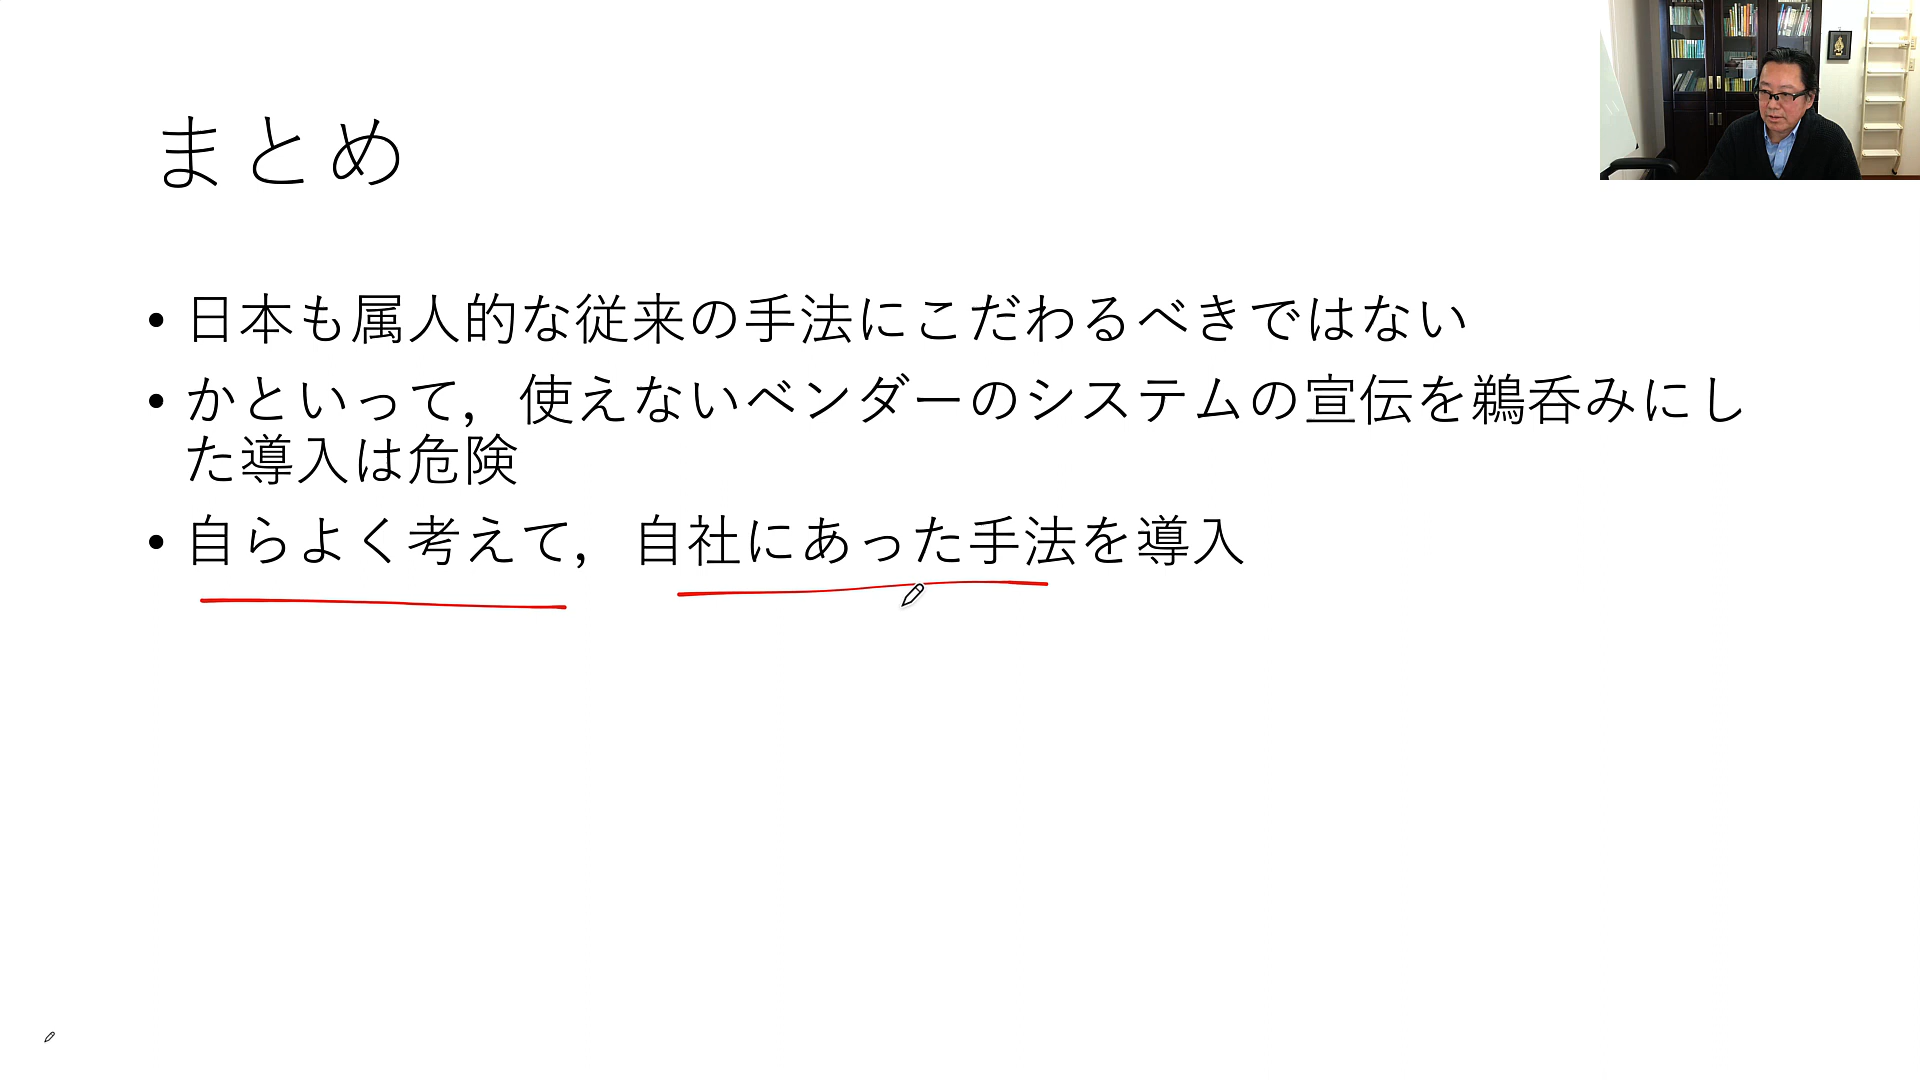 まとめ
• 日本も属人的な従来の手法にこだわるべきではない
• かといって，使えないベンダーのシステムの宣伝を鵜呑みにし
た導入は危険
• 自らよく考えて，自社にあった手法を導入